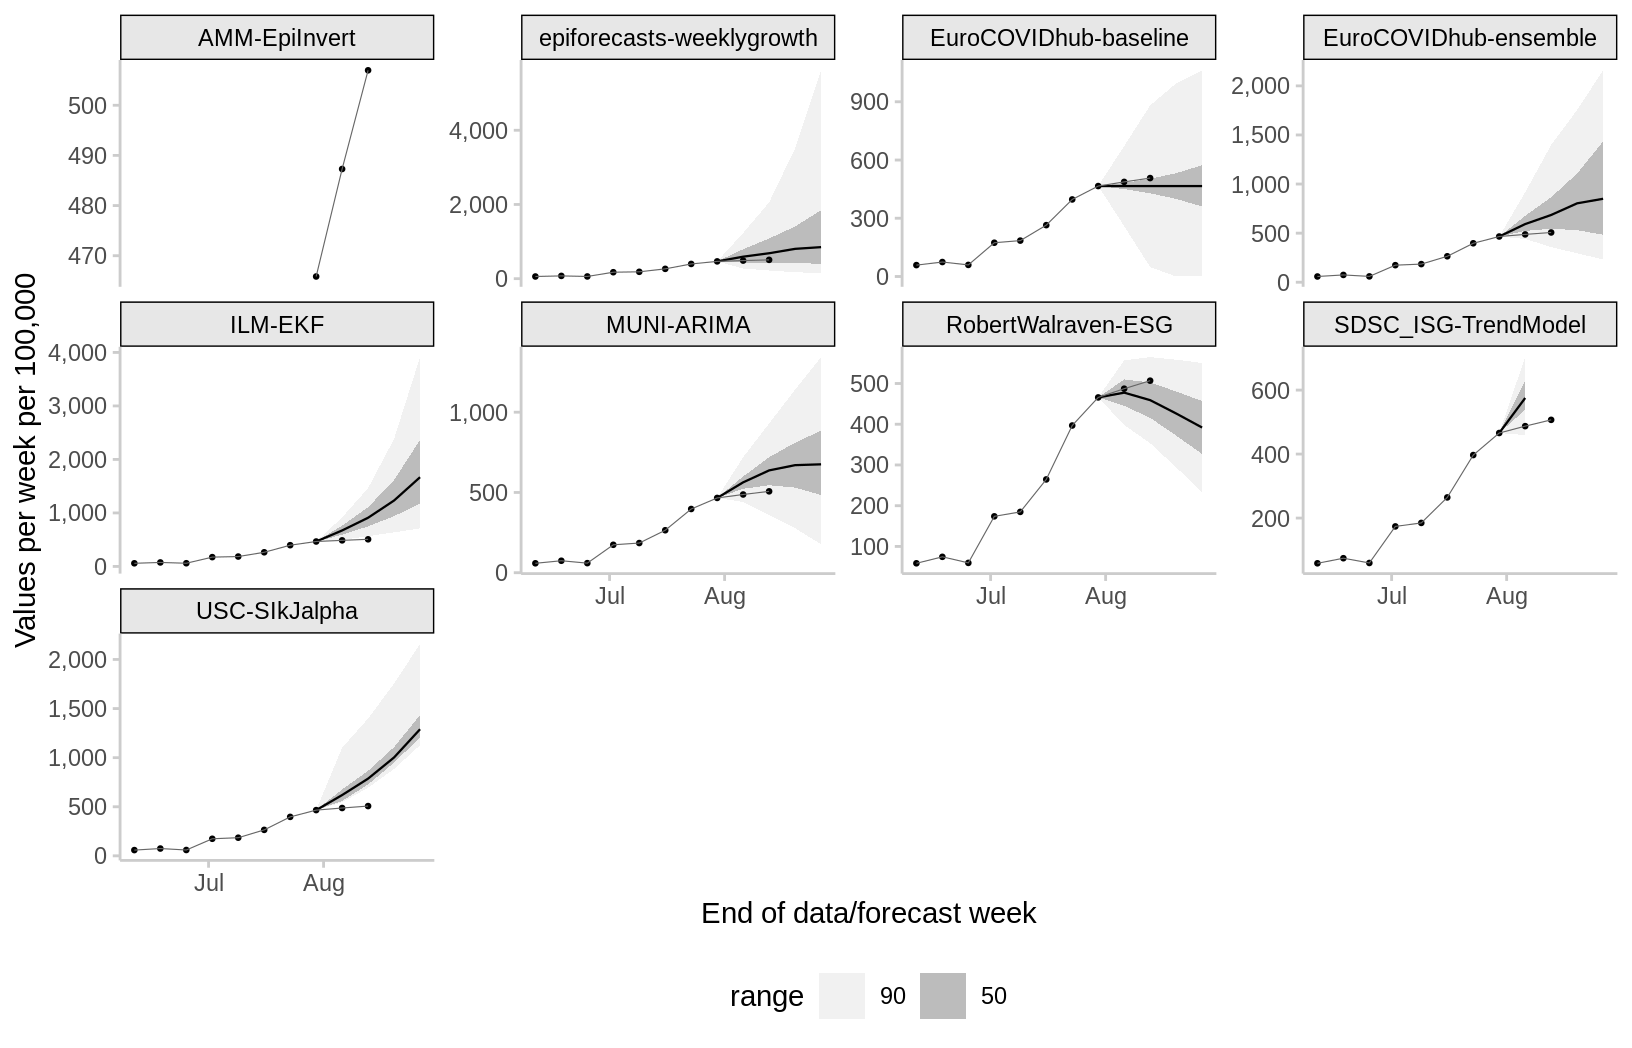 AMM-EpiInvert
epiforecasts-weeklygrowth
EuroCOVIDhub-baseline
EuroCOVIDhub-ensemble
500
490
480
470
4,000
2,000
0
900
600
300
0
2,000
1,500
1,000
500
0
Values per week per 100,000
ILM-EKF
MUNI-ARIMA
RobertWalraven-ESG
SDSC_ISG-TrendModel
4,000
3,000
2,000
1,000
0
1,000
500
0
500
400
300
200
100
600
400
200
Jul Aug
Jul Aug
Jul Aug
USC-SIkJalpha
2,000
1,500
1,000
500
0
Jul Aug
End of data/forecast week
range 90 50